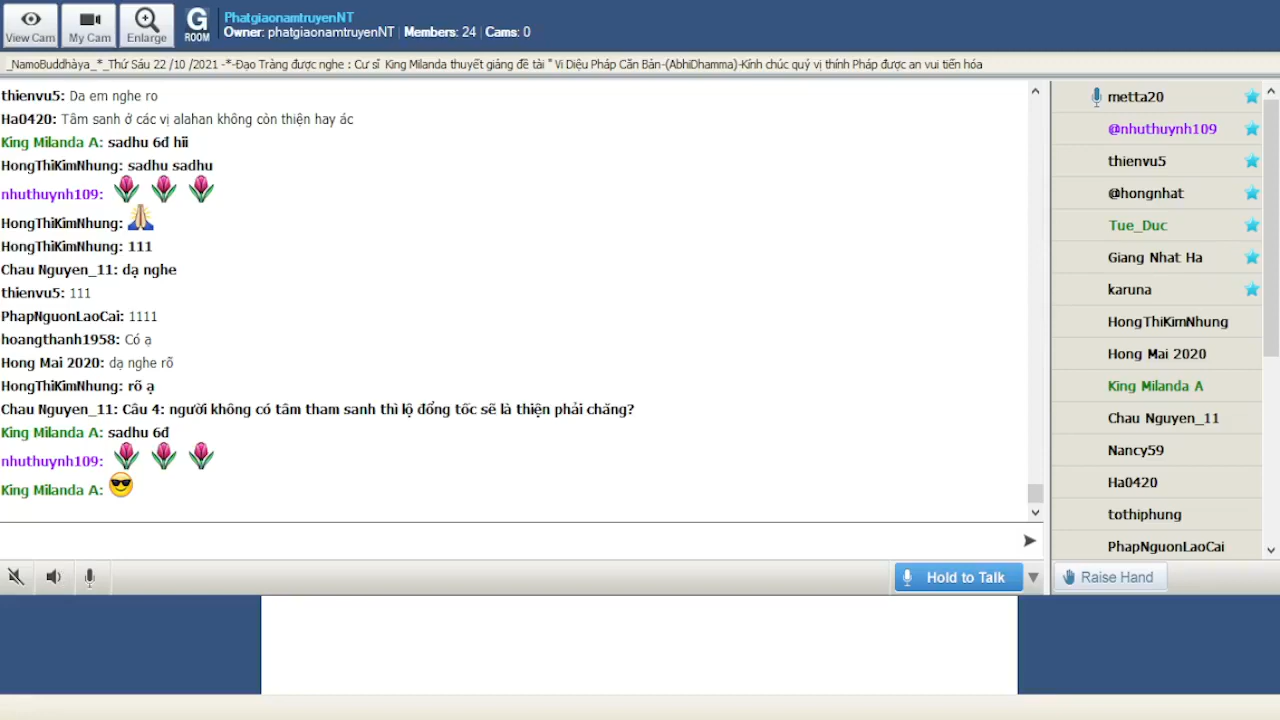 View Cam
My Cam
Enlarge
G
ROOM
PhatgiaonamtruyenNT
Owner: phatgiaonamtruyenNT | Members: 24 | Cams: 0
_NamoBuddhàya_*_Thứ Sáu 22 /10 /2021 -*-Đạo Tràng được nghe : Cư sĩ King Milanda thuyết giảng đề tài " Vi Diệu Pháp Căn Bản-(AbhiDhamma)-Kính chúc quý vị thính Pháp được an vui tiến hóa
thienvu5: Da em nghe ro
Ha0420: Tâm sanh ở các vị alahan không còn thiện hay ác
King Milanda A: sadhu 6đ hii
HongThiKimNhung: sadhu sadhu
nhuthuynh109:
HongThiKimNhung:
HongThiKimNhung: 111
Chau Nguyen_11: dạ nghe
thienvu5: 111
PhapNguonLaoCai: 1111
hoangthanh1958: Có ạ
Hong Mai 2020: dạ nghe rõ
HongThiKimNhung: rõ ạ
Chau Nguyen_11: Câu 4: người không có tâm tham sanh thì lộ đổng tốc sẽ là thiện phải chăng?
King Milanda A: sadhu 6đ
nhuthuynh109:
King Milanda A:
metta20
@nhuthuynh109
thienvu5
@hongnhat
Tue_Duc
Giang Nhat Ha
karuna
HongThiKimNhung
Hong Mai 2020
King Milanda A
Chau Nguyen_11
Nancy59
Ha0420
tothiphung
PhapNguonLaoCai
Hold to Talk
Raise Hand